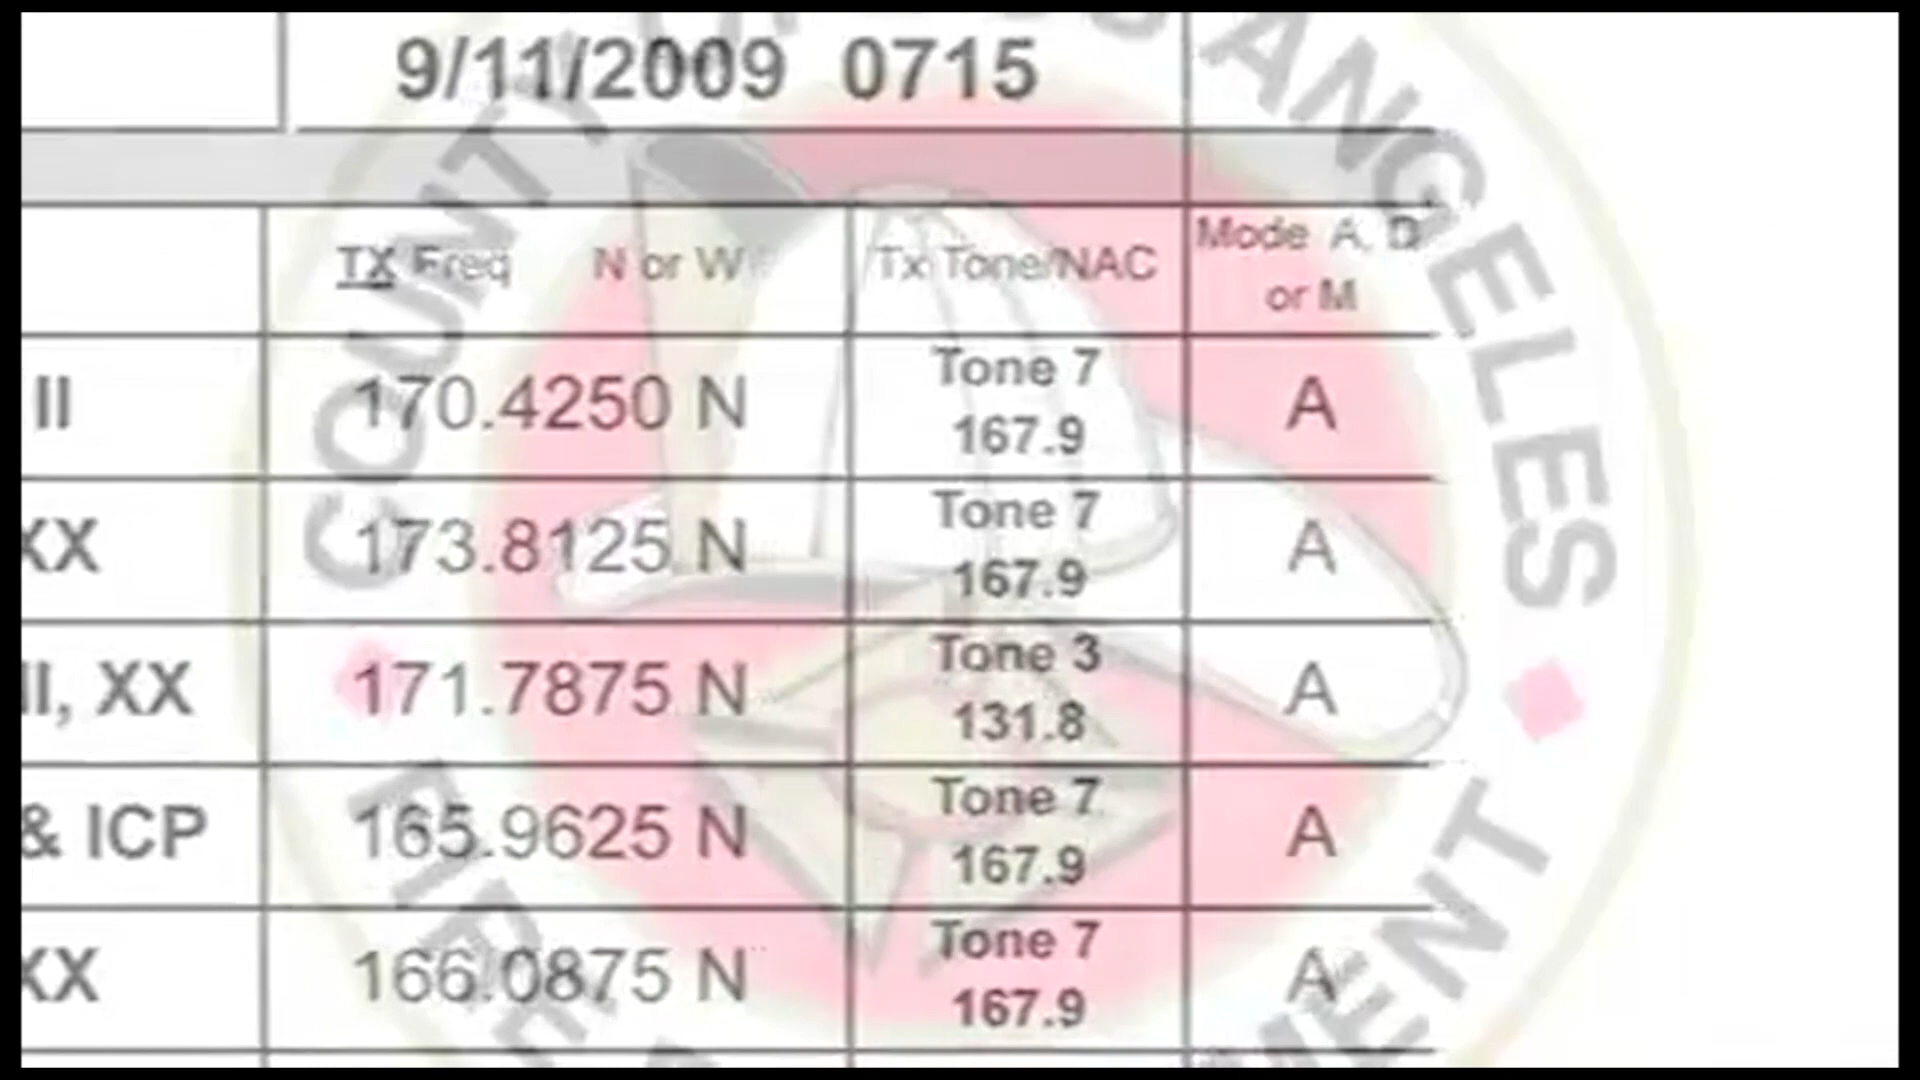 9/11/2009 0715
TX Freq N or W Tx Tone/NAC Mode A, D or M
II 170.4250 N Tone 7 167.9 A
XX 173.8125 N Tone 7 167.9 A
II, XX 171.7875 N Tone 3 131.8 A
& ICP 165.9625 N Tone 7 167.9 A
XX 166.0875 N Tone 7 167.9 A
COUNTY ANGELES
FIRE